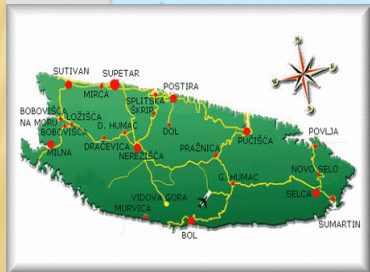 N
SUTIVAN
SUPETAR
MIRCA
SPLITSKA
POSTIRA
ŠKRIP
BOBOVIŠĆA
NA MORU
LOŽIŠĆA
BOBOVIŠĆA
D. HUMAC
DOL
PUČIŠĆA
POVLJA
MILNA
DRAČEVICA
NEREŽIŠĆA
PRAŽNICA
NOVO SELO
G. HUMAC
VIDOVA GORA
SELCA
MURVICA
SUMARTIN
BOL